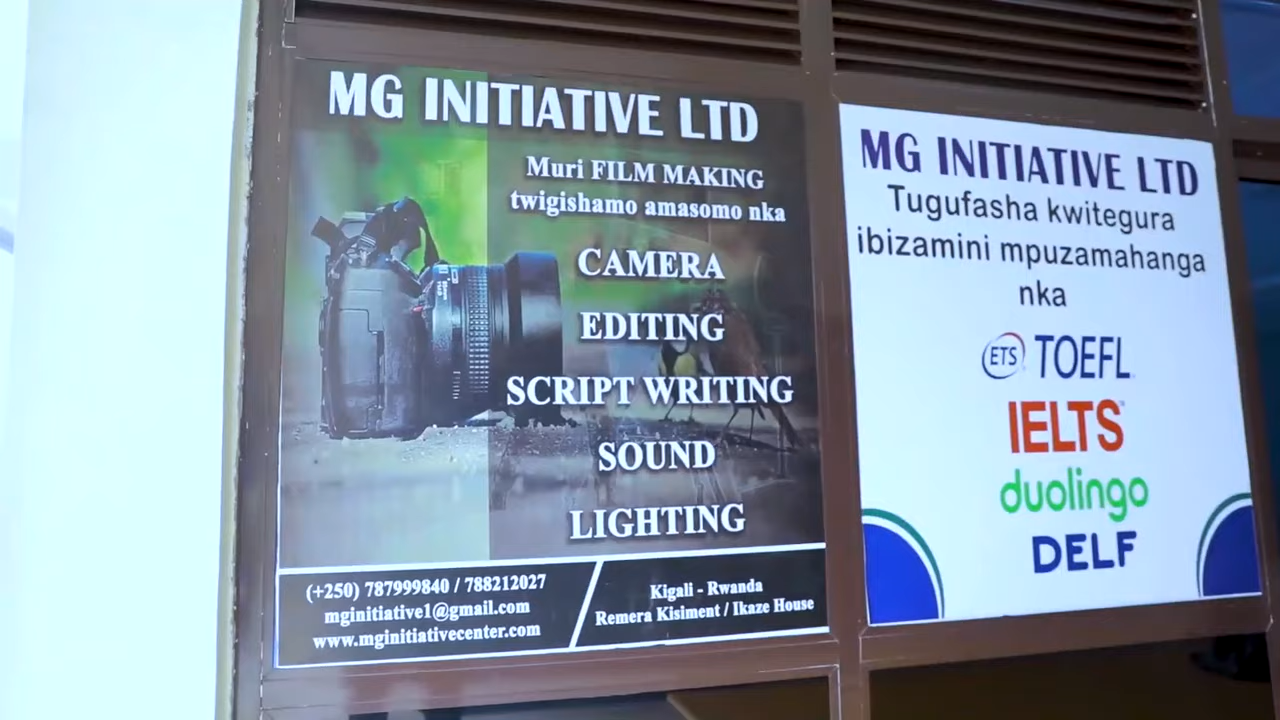 MG INITIATIVE LTD
Muri FILM MAKING
twigishamo amasomo nka
CAMERA
EDITING
SCRIPT WRITING
SOUND
LIGHTING
(+250) 787999840 / 788212027
mginitiative1@gmail.com
www.mginitiativecenter.com
Kigali - Rwanda
Remera Kisiment / Ikaze House
MG INITIATIVE LTD
Tugufasha kwitegura
ibizamini mpuzamahanga
nka
ETS TOEFL
IELTS
duolingo
DELF